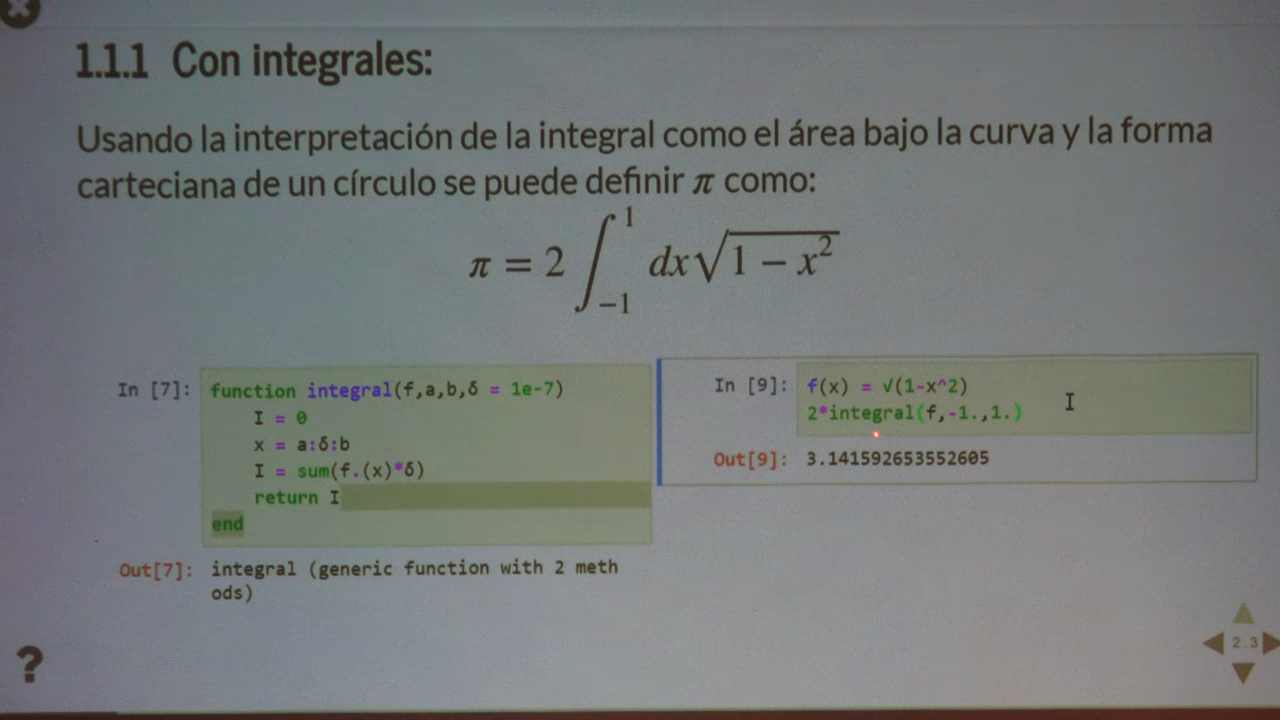 1.1.1 Con integrales:
Usando la interpretación de la integral como el área bajo la curva y la forma
carteciana de un círculo se puede definir π como:
π = 2 ∫_{-1}^{1} dx√(1 − x²)
In [7]: function integral(f,a,b,δ = 1e-7)
I = 0
x = a:δ:b
I = sum(f.(x)*δ)
return I
end
Out[7]: integral (generic function with 2 meth
ods)
In [9]: f(x) = √(1-x^2)
2*integral(f,-1.,1.)
Out[9]: 3.141592653552605
?
2.3